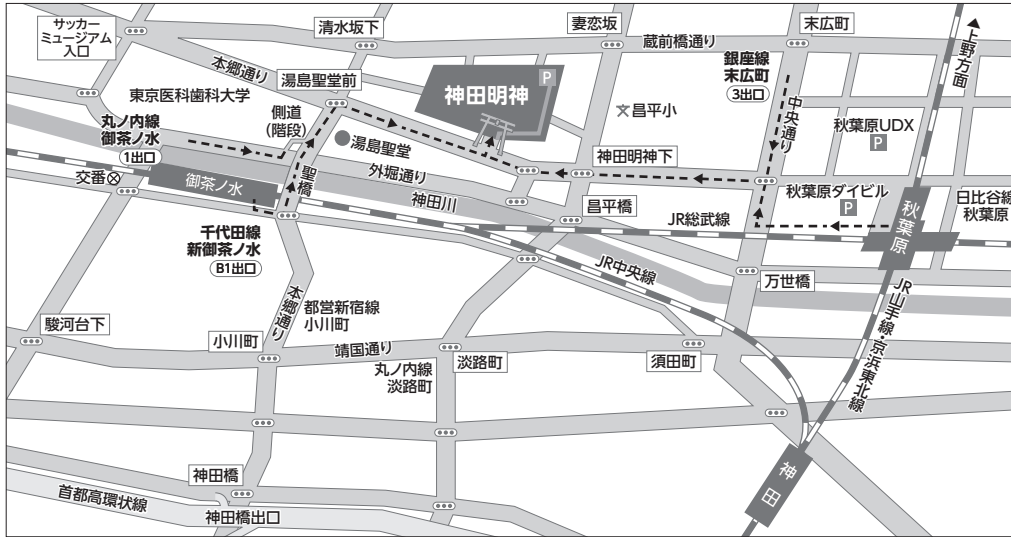 サッカー
ミュージアム
入口
清水坂下
妻恋坂
末広町
上野方面
蔵前橋通り
本郷通り
湯島聖堂前
P
神田明神
銀座線
末広町
3出口
中央通り
東京医科歯科大学
側道
(階段)
昌平小
秋葉原UDX
P
丸ノ内線
御茶ノ水
1出口
湯島聖堂
外堀通り
神田明神下
交番
御茶ノ水
聖橋
神田川
昌平橋
JR総武線
秋葉原ダイビル
P
秋葉原
日比谷線
秋葉原
千代田線
新御茶ノ水
B1出口
JR中央線
万世橋
本郷通り
都営新宿線
小川町
JR山手線・京浜東北線
駿河台下
小川町
靖国通り
丸ノ内線
淡路町
淡路町
須田町
神田橋
神田
首都高環状線
神田橋出口